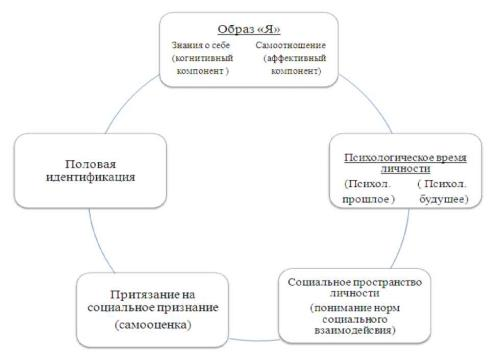 Образ «Я»
Знания о себе Самоотношение
(когнитивный (аффективный
компонент ) компонент)
Психологическое время
личности
(Психол. ( Психол.
прошлое ) будущее)
Социальное пространство
личности
(понимание норм
социального
взаимодейсвия)
Притязание на
социальное признание
(самооценка)
Половая
идентификация